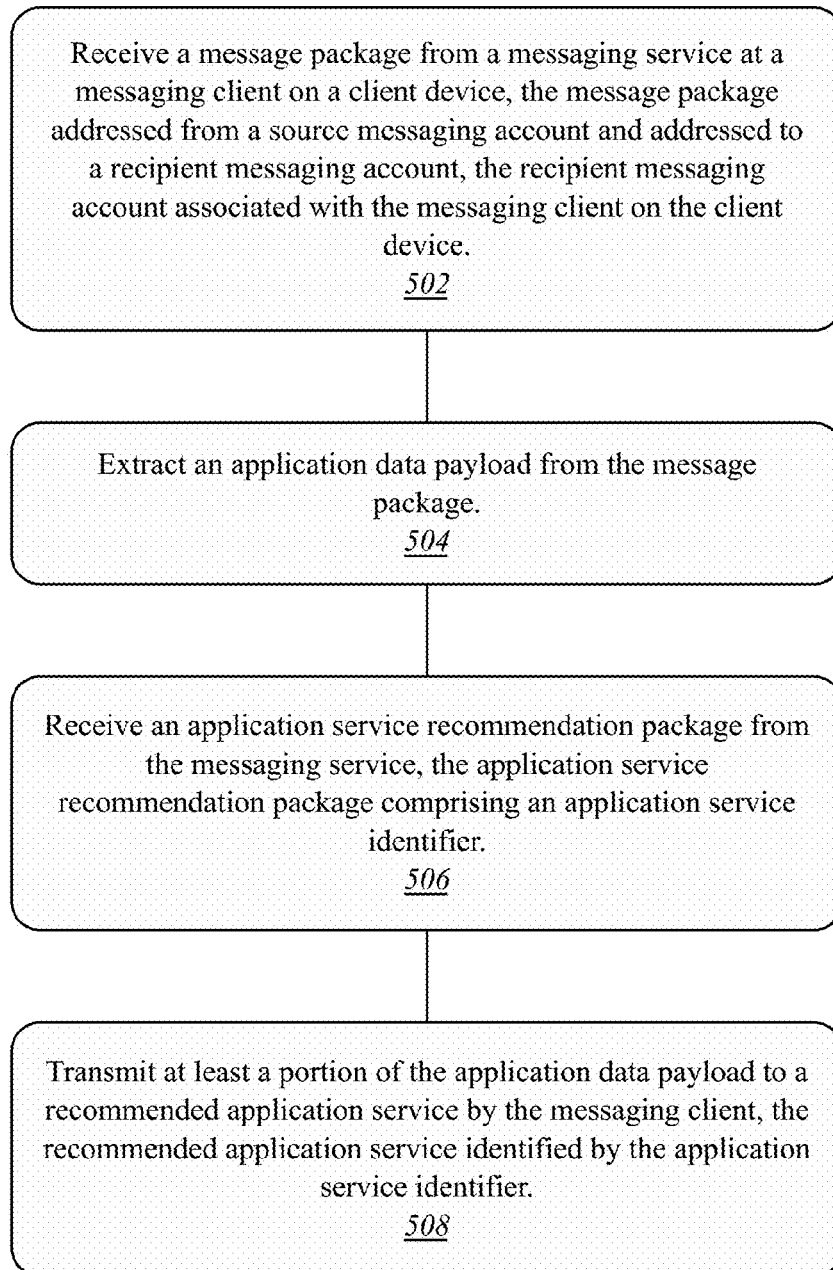 Receive a message package from a messaging service at a
messaging client on a client device, the message package
addressed from a source messaging account and addressed to
a recipient messaging account, the recipient messaging
account associated with the messaging client on the client
device.
502
Extract an application data payload from the message
package.
504
Receive an application service recommendation package from
the messaging service, the application service
recommendation package comprising an application service
identifier.
506
Transmit at least a portion of the application data payload to a
recommended application service by the messaging client, the
recommended application service identified by the application
service identifier.
508